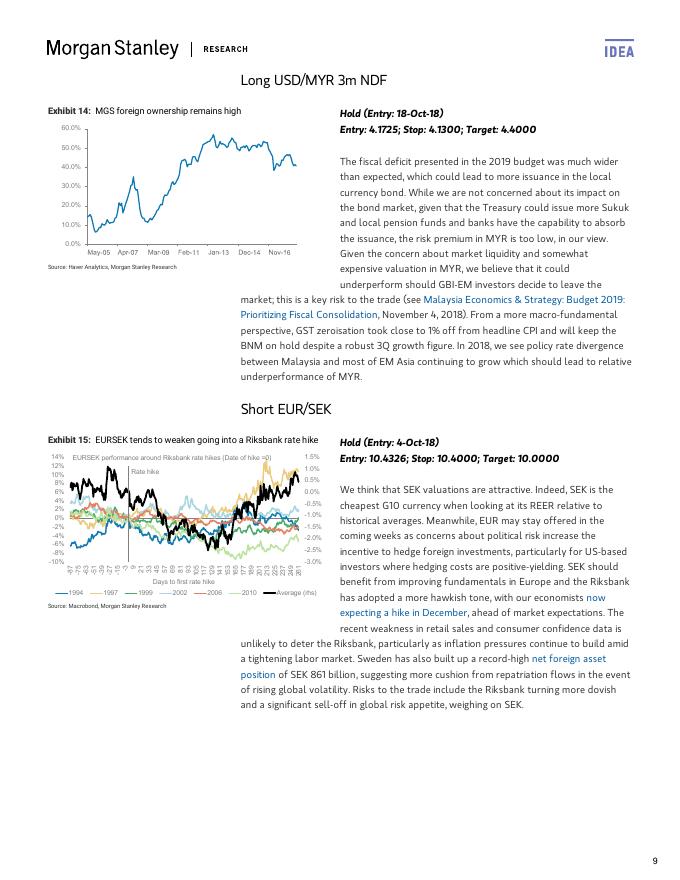 Morgan Stanley | RESEARCH
IDEA
Long USD/MYR 3m NDF
Exhibit 14: MGS foreign ownership remains high
60.0%
50.0%
40.0%
30.0%
20.0%
10.0%
0.0%
May-05 Apr-07 Mar-09 Feb-11 Jan-13 Dec-14 Nov-16
Source: Haver Analytics, Morgan Stanley Research
Hold (Entry: 18-Oct-18)
Entry: 4.1725; Stop: 4.1300; Target: 4.4000
The fiscal deficit presented in the 2019 budget was much wider
than expected, which could lead to more issuance in the local
currency bond. While we are not concerned about its impact on
the bond market, given that the Treasury could issue more Sukuk
and local pension funds and banks have the capability to absorb
the issuance, the risk premium in MYR is too low, in our view.
Given the concern about market liquidity and somewhat
expensive valuation in MYR, we believe that it could
underperform should GBI-EM investors decide to leave the
market; this is a key risk to the trade (see Malaysia Economics & Strategy: Budget 2019:
Prioritizing Fiscal Consolidation, November 4, 2018). From a more macro-fundamental
perspective, GST zeroisation took close to 1% off from headline CPI and will keep the
BNM on hold despite a robust 3Q growth figure. In 2018, we see policy rate divergence
between Malaysia and most of EM Asia continuing to grow which should lead to relative
underperformance of MYR.
Short EUR/SEK
Exhibit 15: EURSEK tends to weaken going into a Riksbank rate hike
EURSEK performance around Riksbank rate hikes (Date of hike =0)
Rate hike
14%
12%
10%
8%
6%
4%
2%
0%
-2%
-4%
-6%
-8%
-10%
1.5%
1.0%
0.5%
0.0%
-0.5%
-1.0%
-1.5%
-2.0%
-2.5%
-3.0%
-87 -75 -63 -51 -39 -27 -15 -3 9 21 33 45 57 69 81 93 105 117 129 141 153 165 177 189 201 213 225 237 249 261
Days to first rate hike
1994 1997 1999 2002 2006 2010 Average (rhs)
Source: Macrobond, Morgan Stanley Research
Hold (Entry: 4-Oct-18)
Entry: 10.4326; Stop: 10.4000; Target: 10.0000
We think that SEK valuations are attractive. Indeed, SEK is the
cheapest G10 currency when looking at its REER relative to
historical averages. Meanwhile, EUR may stay offered in the
coming weeks as concerns about political risk increase the
incentive to hedge foreign investments, particularly for US-based
investors where hedging costs are positive-yielding. SEK should
benefit from improving fundamentals in Europe and the Riksbank
has adopted a more hawkish tone, with our economists now
expecting a hike in December, ahead of market expectations. The
recent weakness in retail sales and consumer confidence data is
unlikely to deter the Riksbank, particularly as inflation pressures continue to build amid
a tightening labor market. Sweden has also built up a record-high net foreign asset
position of SEK 861 billion, suggesting more cushion from repatriation flows in the event
of rising global volatility. Risks to the trade include the Riksbank turning more dovish
and a significant sell-off in global risk appetite, weighing on SEK.
9